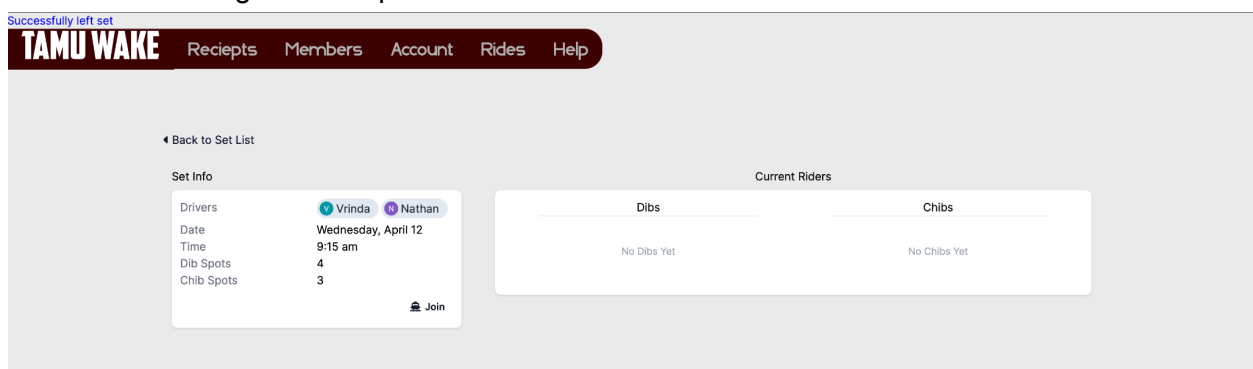 Successfully left set
TAMU WAKE Reciepts Members Account Rides Help
Back to Set List
Set Info
Drivers V Vrinda N Nathan
Date Wednesday, April 12
Time 9:15 am
Dib Spots 4
Chib Spots 3
Join
Current Riders
Dibs Chibs
No Dibs Yet No Chibs Yet